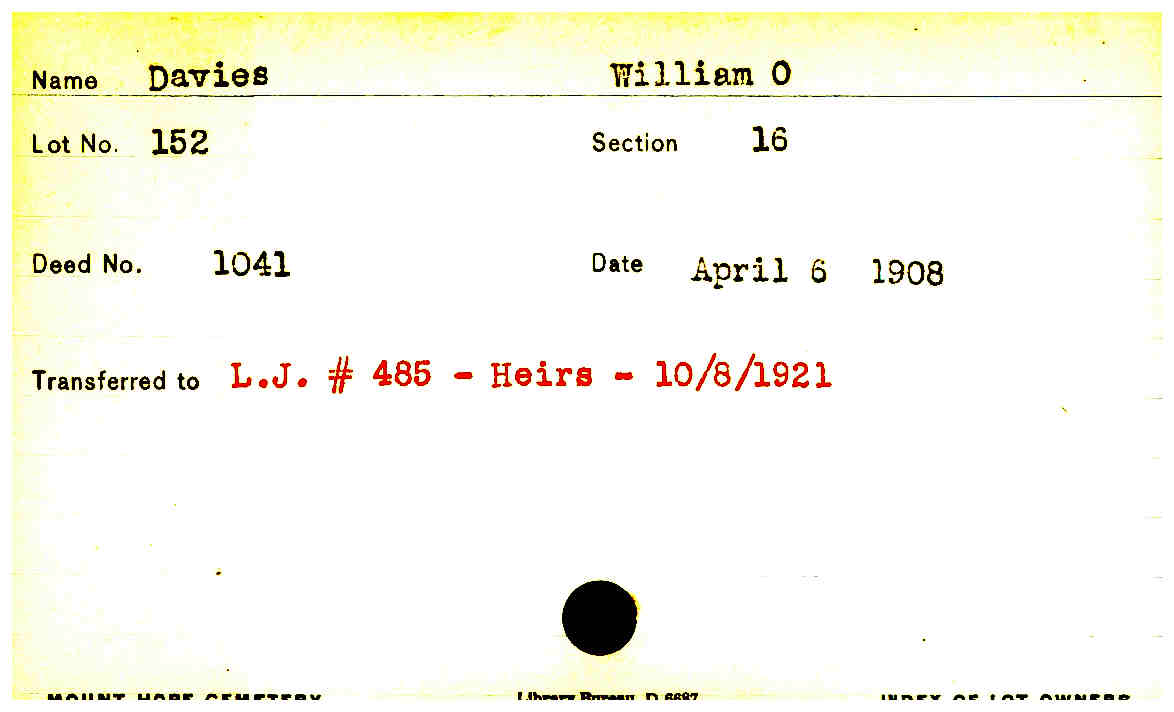 Name Davies William O
Lot No. 152 Section 16
Deed No. 1041 Date April 6 1908
Transferred to L.J. # 485 - Heirs - 10/8/1921
MOUNT HOPE CEMETERY Library Bureau D 6687 INDEX OF LOT OWNERS